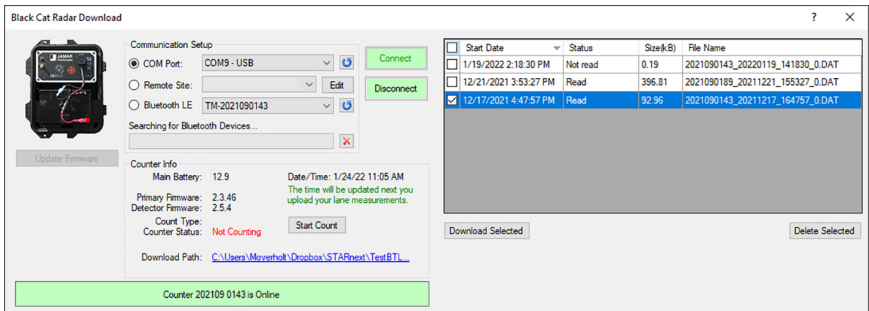 Black Cat Radar Download
? X
JAMAR
Update Firmware
Communication Setup
COM Port: COM9 - USB
Connect
Remote Site:
Edit
Disconnect
Bluetooth LE TM-2021090143
Searching for Bluetooth Devices...
Counter Info
Main Battery: 12.9 Date/Time: 1/24/22 11:05 AM
The time will be updated next you
upload your lane measurements.
Primary Firmware: 2.3.46
Detector Firmware: 2.5.4
Count Type:
Start Count
Counter Status: Not Counting
Download Path: C:\Users\Moverholt\Dropbox\STARnext\TestBTL...
Counter 202109 0143 is Online
Start Date Status Size(kB) File Name
1/19/2022 2:18:30 PM Not read 0.19 2021090143_20220119_141830_0.DAT
12/21/2021 3:53:27 PM Read 396.81 2021090189_20211221_155327_0.DAT
12/17/2021 4:47:57 PM Read 92.96 2021090143_20211217_164757_0.DAT
Download Selected
Delete Selected